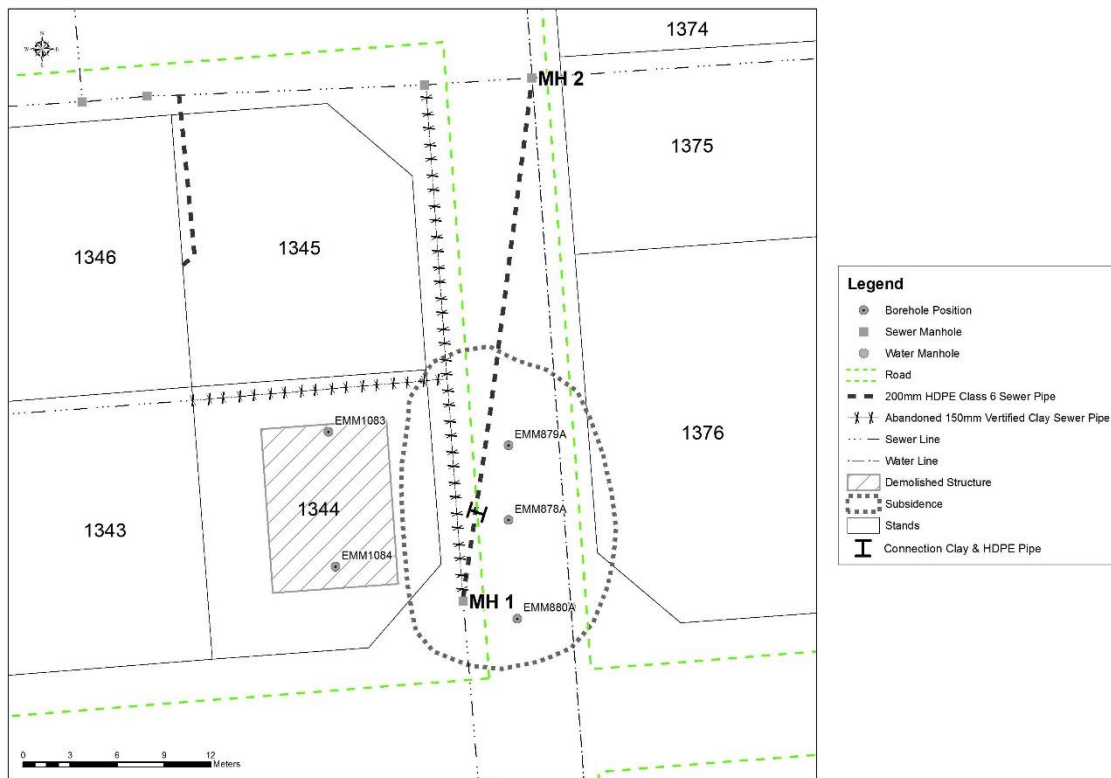 1374
N
W
E
S
MH 2
1375
1346
1345
1376
EMM1083
EMM879A
1344
EMM878A
1343
EMM1084
MH 1
EMM880A
0 3 6 9 12
Meters
Legend
Borehole Position
Sewer Manhole
Water Manhole
Road
200mm HDPE Class 6 Sewer Pipe
Abandoned 150mm Vertified Clay Sewer Pipe
Sewer Line
Water Line
Demolished Structure
Subsidence
Stands
Connection Clay & HDPE Pipe